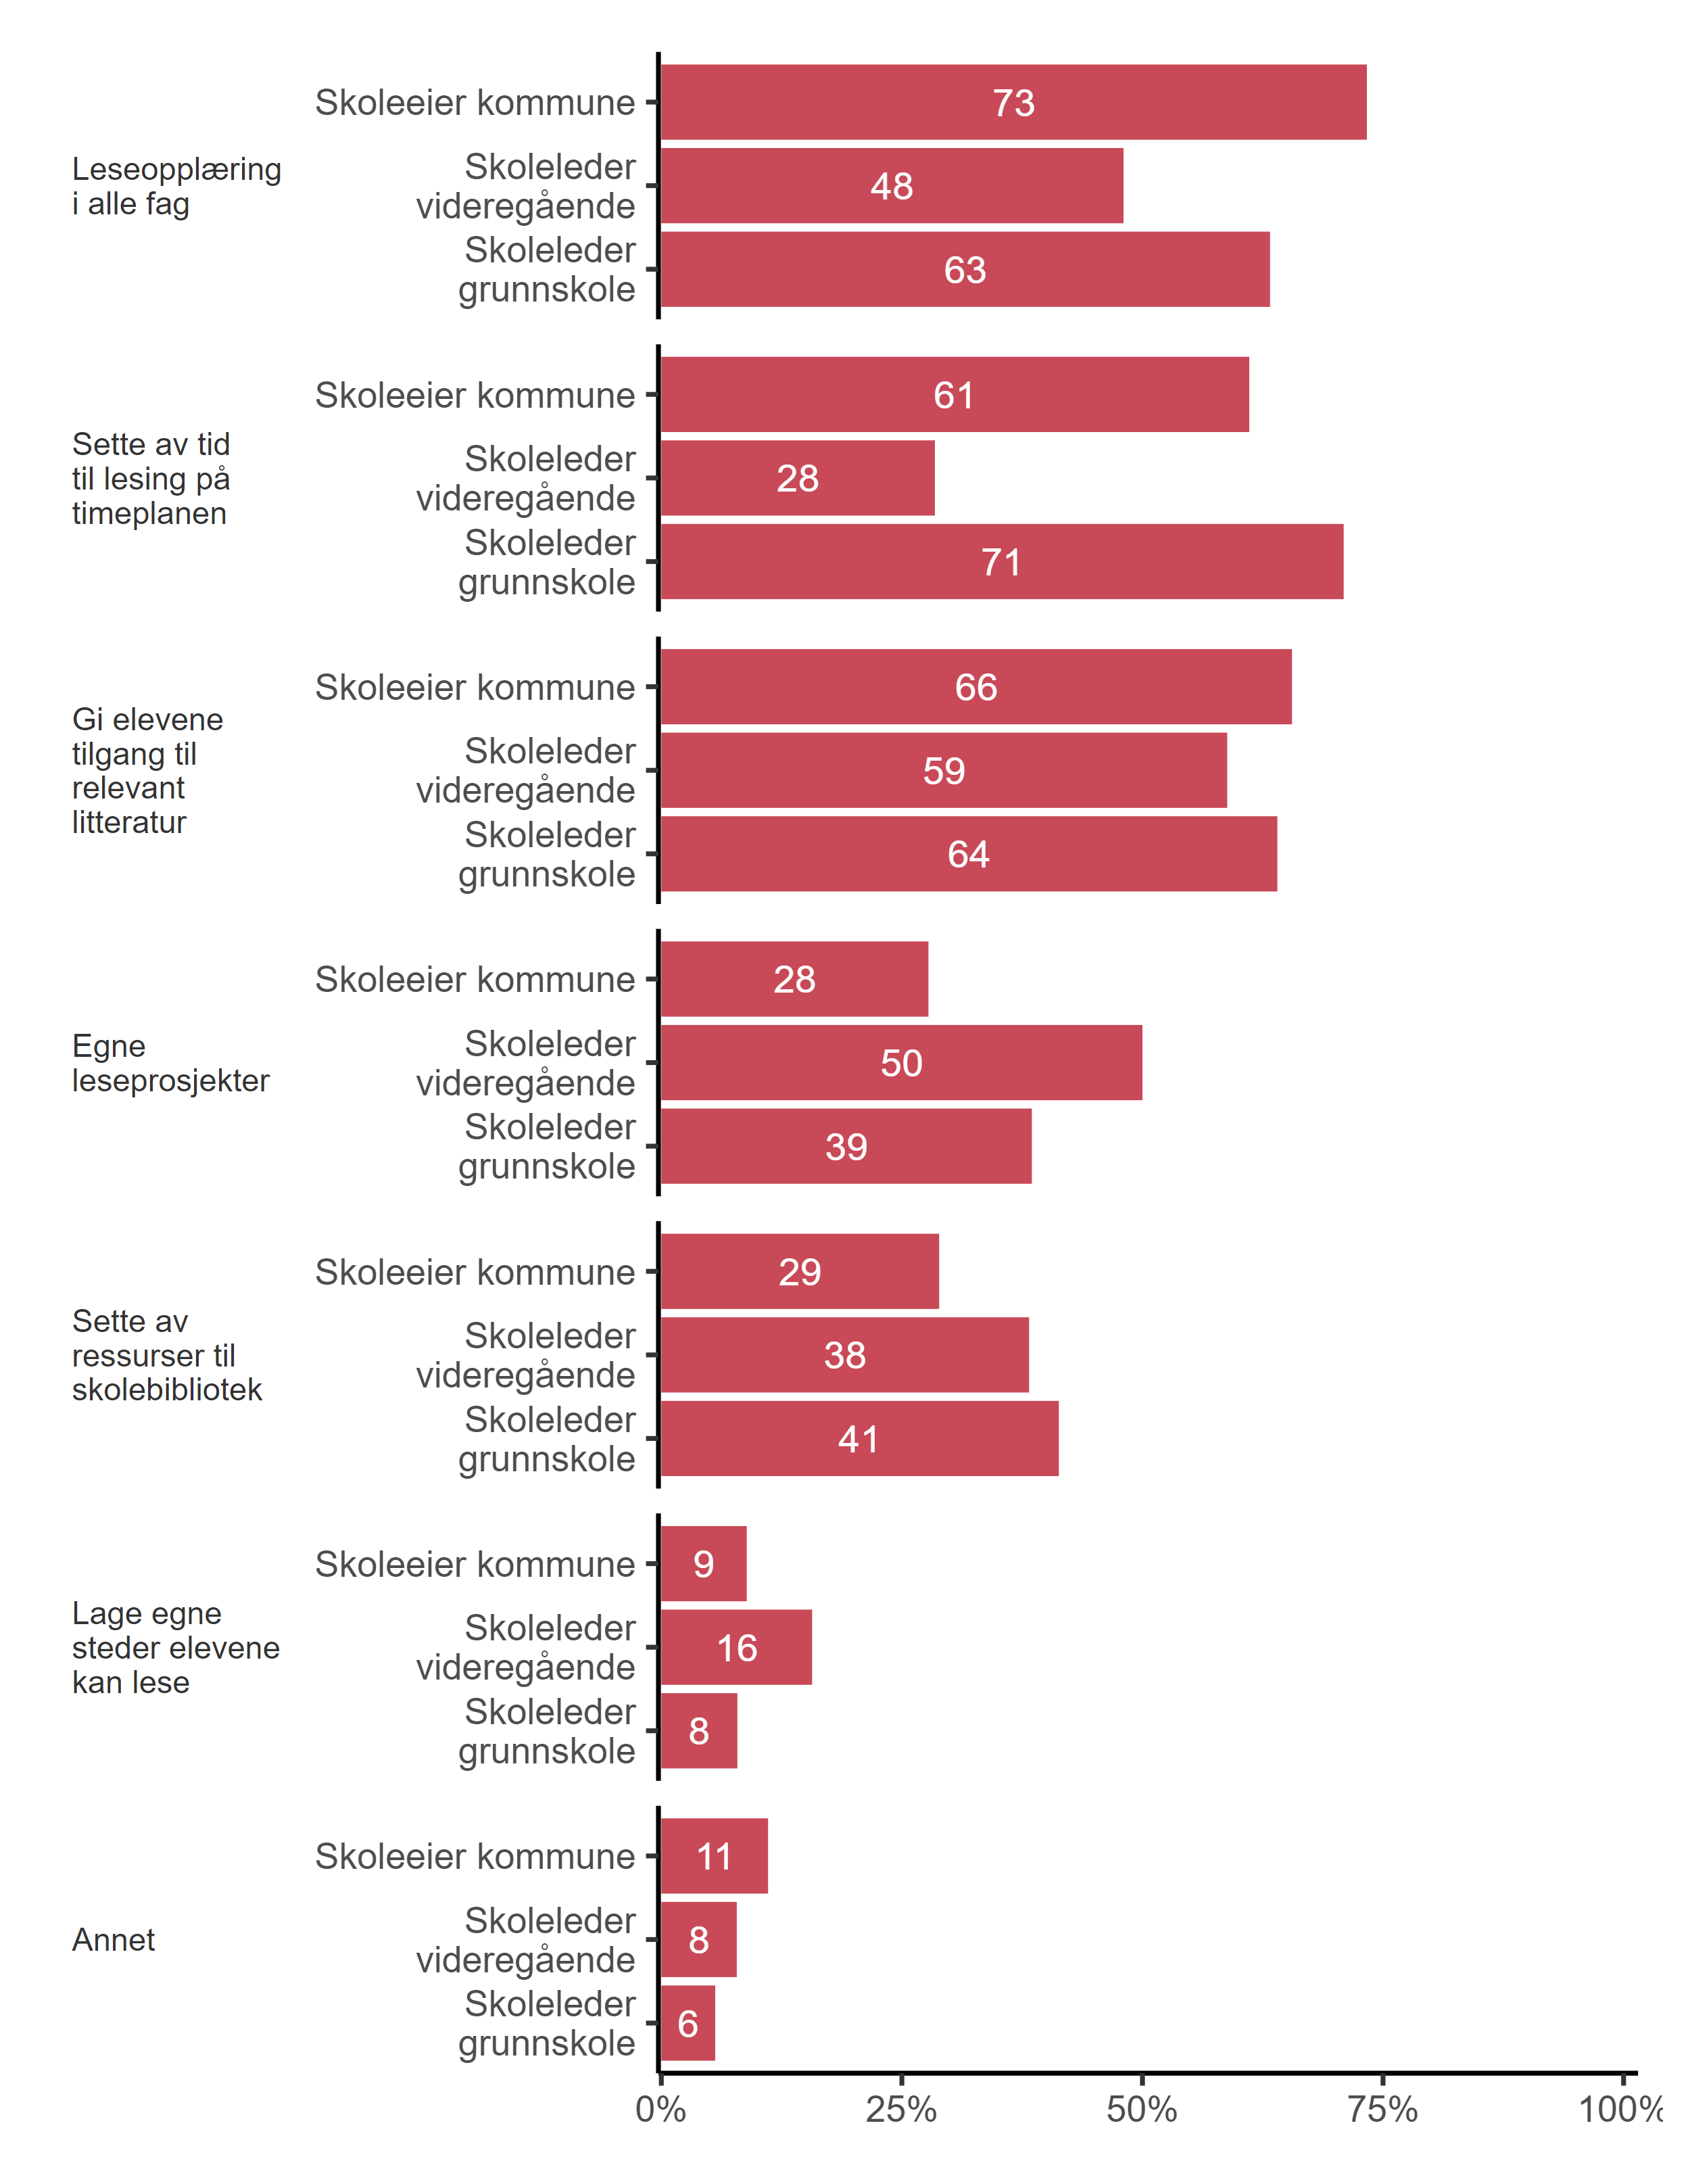 Leseopplæring
i alle fag
Skoleeier kommune
73
Skoleleder
videregående
48
Skoleleder
grunnskole
63
Sette av tid
til lesing på
timeplanen
Skoleeier kommune
61
Skoleleder
videregående
28
Skoleleder
grunnskole
71
Gi elevene
tilgang til
relevant
litteratur
Skoleeier kommune
66
Skoleleder
videregående
59
Skoleleder
grunnskole
64
Egne
leseprosjekter
Skoleeier kommune
28
Skoleleder
videregående
50
Skoleleder
grunnskole
39
Sette av
ressurser til
skolebibliotek
Skoleeier kommune
29
Skoleleder
videregående
38
Skoleleder
grunnskole
41
Lage egne
steder elevene
kan lese
Skoleeier kommune
9
Skoleleder
videregående
16
Skoleleder
grunnskole
8
Annet
Skoleeier kommune
11
Skoleleder
videregående
8
Skoleleder
grunnskole
6
0% 25% 50% 75% 100%